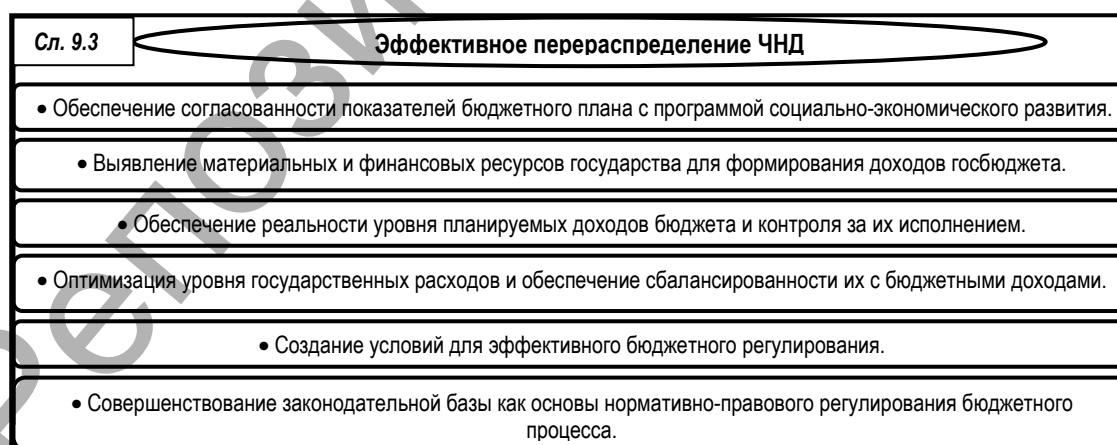 Сл. 9.3
Эффективное перераспределение ЧНД
• Обеспечение согласованности показателей бюджетного плана с программой социально-экономического развития.
• Выявление материальных и финансовых ресурсов государства для формирования доходов госбюджета.
• Обеспечение реальности уровня планируемых доходов бюджета и контроля за их исполнением.
• Оптимизация уровня государственных расходов и обеспечение сбалансированности их с бюджетными доходами.
• Создание условий для эффективного бюджетного регулирования.
• Совершенствование законодательной базы как основы нормативно-правового регулирования бюджетного
процесса.
Репози